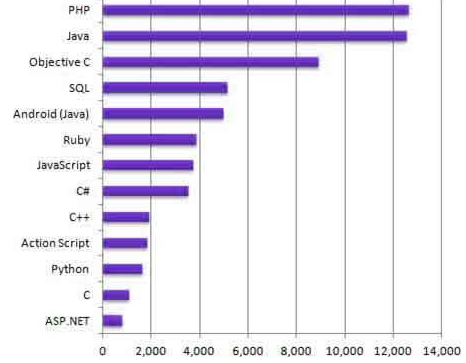 PHP
Java
Objective C
SQL
Android (Java)
Ruby
JavaScript
C#
C++
Action Script
Python
C
ASP.NET
0 2,000 4,000 6,000 8,000 10,000 12,000 14,000